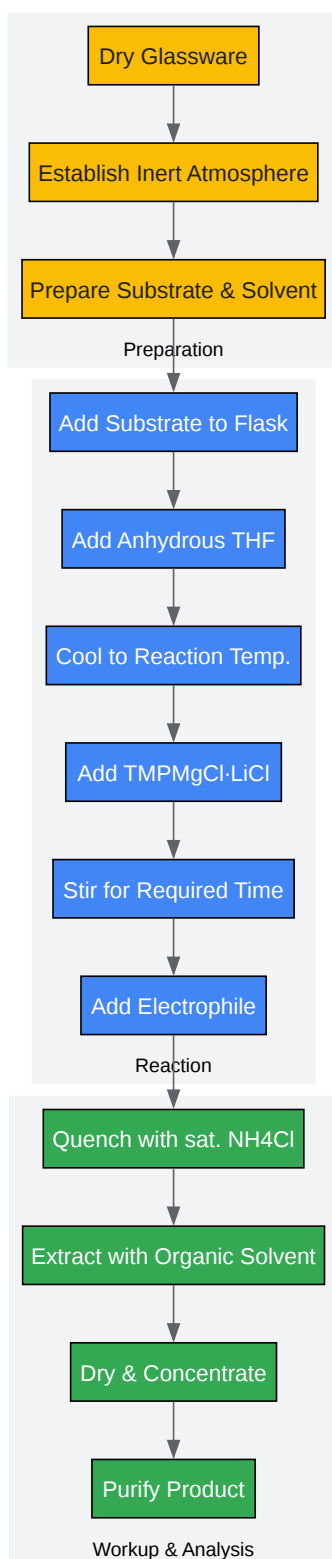 Dry Glassware
Establish Inert Atmosphere
Prepare Substrate & Solvent
Preparation
Add Substrate to Flask
Add Anhydrous THF
Cool to Reaction Temp.
Add TMPMgCl·LiCl
Stir for Required Time
Add Electrophile
Reaction
Quench with sat. NH4Cl
Extract with Organic Solvent
Dry & Concentrate
Purify Product
Workup & Analysis